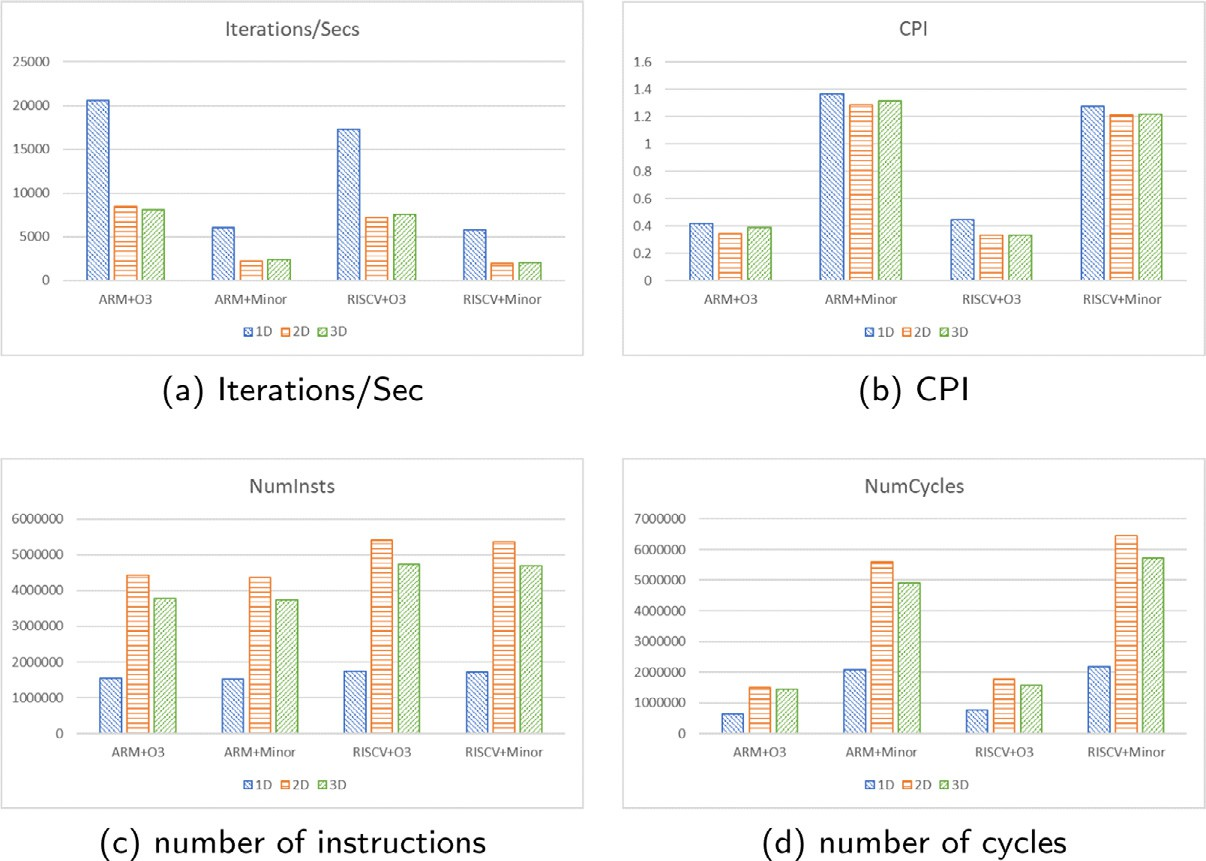 Iterations/Secs
25000
20000
15000
10000
5000
0
ARM+O3 ARM+Minor RISCV+O3 RISCV+Minor
1D 2D 3D
(a) Iterations/Sec
CPI
1.6
1.4
1.2
1
0.8
0.6
0.4
0.2
0
ARM+O3 ARM+Minor RISCV+O3 RISCV+Minor
1D 2D 3D
(b) CPI
NumInsts
6000000
5000000
4000000
3000000
2000000
1000000
0
ARM+O3 ARM+Minor RISCV+O3 RISCV+Minor
1D 2D 3D
(c) number of instructions
NumCycles
7000000
6000000
5000000
4000000
3000000
2000000
1000000
0
ARM+O3 ARM+Minor RISCV+O3 RISCV+Minor
1D 2D 3D
(d) number of cycles